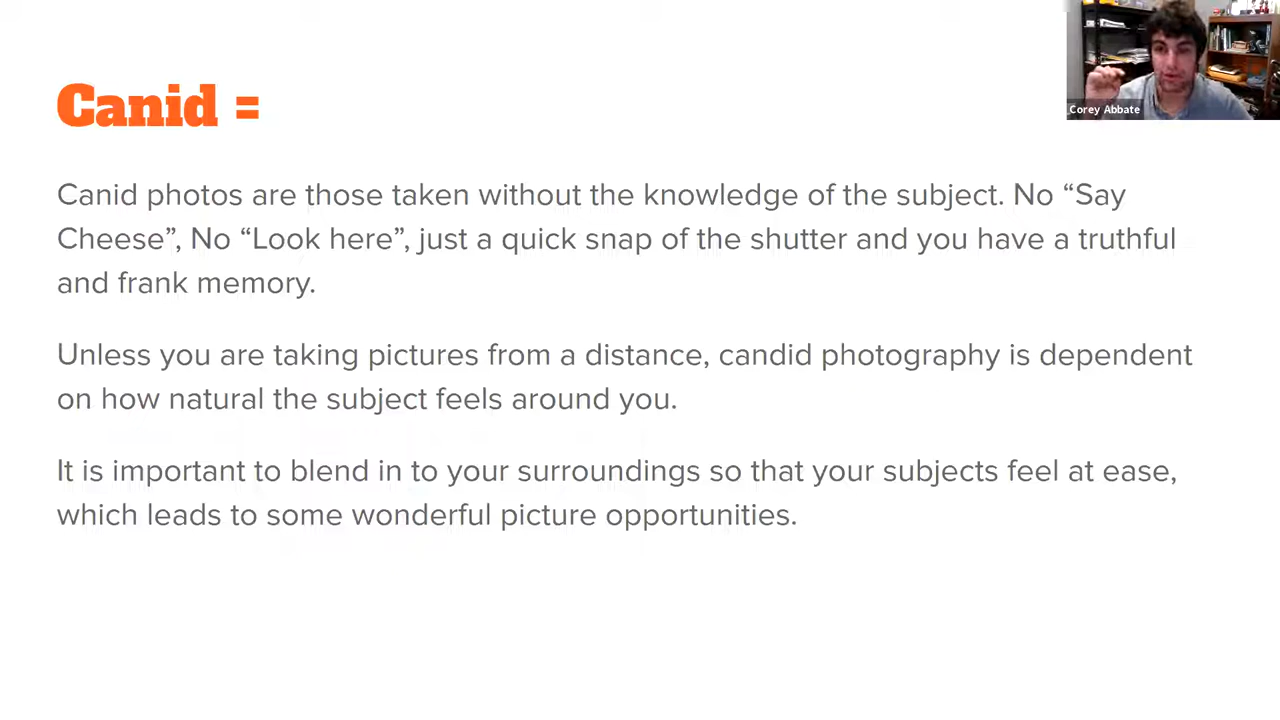 Canid =
Corey Abbate
Canid photos are those taken without the knowledge of the subject. No “Say
Cheese”, No “Look here”, just a quick snap of the shutter and you have a truthful
and frank memory.
Unless you are taking pictures from a distance, candid photography is dependent
on how natural the subject feels around you.
It is important to blend in to your surroundings so that your subjects feel at ease,
which leads to some wonderful picture opportunities.